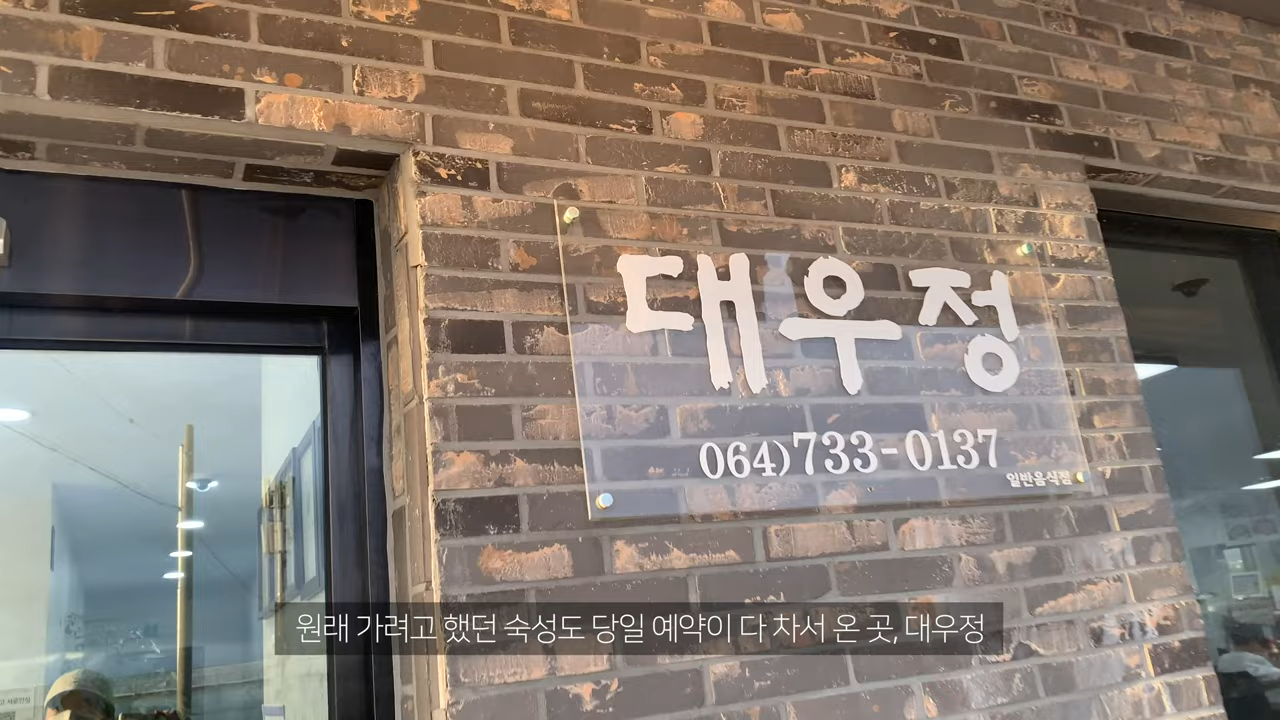 대우정
064)733-0137
일반음식점
원래 가려고 했던 숙성도 당일 예약이 다 차서 온 곳, 대우정